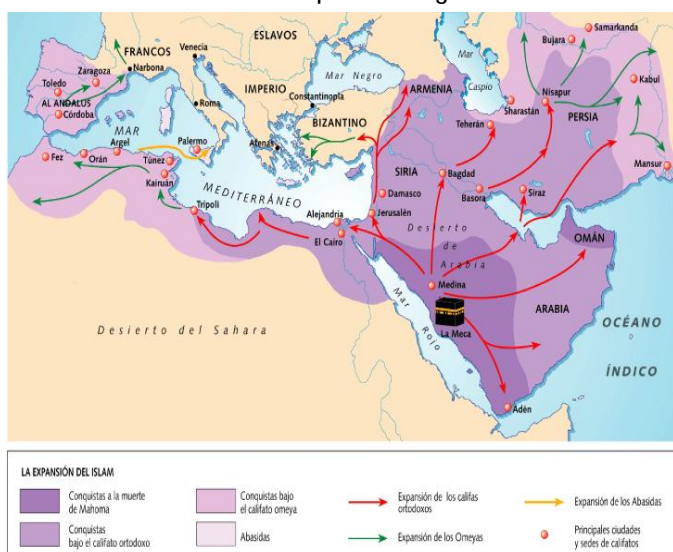 Samarkanda
Bujara
ESLAVOS
FRANCOS
Venecia
Mar
Caspio
Narbona
Mar Negro
Kabul
Zaragoza
Toledo
IMPERIO
ARMENIA
Nisapur
AL ANDALUS
Roma
Constantinopla
Sharastán
Córdoba
BIZANTINO
Teherán
PERSIA
MAR
Palermo
Atenas
Argel
SIRIA
Fez
Orán
Túnez
Bagdad
Mansur
Kairuán
MEDITERRÁNEO
Damasco
Basora
Siraz
Trípoli
Alejandría
Jerusalén
Desierto
de
Arabia
OMÁN
El Cairo
Medina
ARABIA
Desierto del Sahara
Mar Rojo
La Meca
OCÉANO
ÍNDICO
Adén
LA EXPANSIÓN DEL ISLAM
Conquistas a la muerte
de Mahoma
Conquistas
bajo el califato ortodoxo
Conquistas bajo
el califato omeya
Abasidas
Expansión de los califas
ortodoxos
Expansión de los Omeyas
Expansión de los Abasidas
Principales ciudades
y sedes de califatos